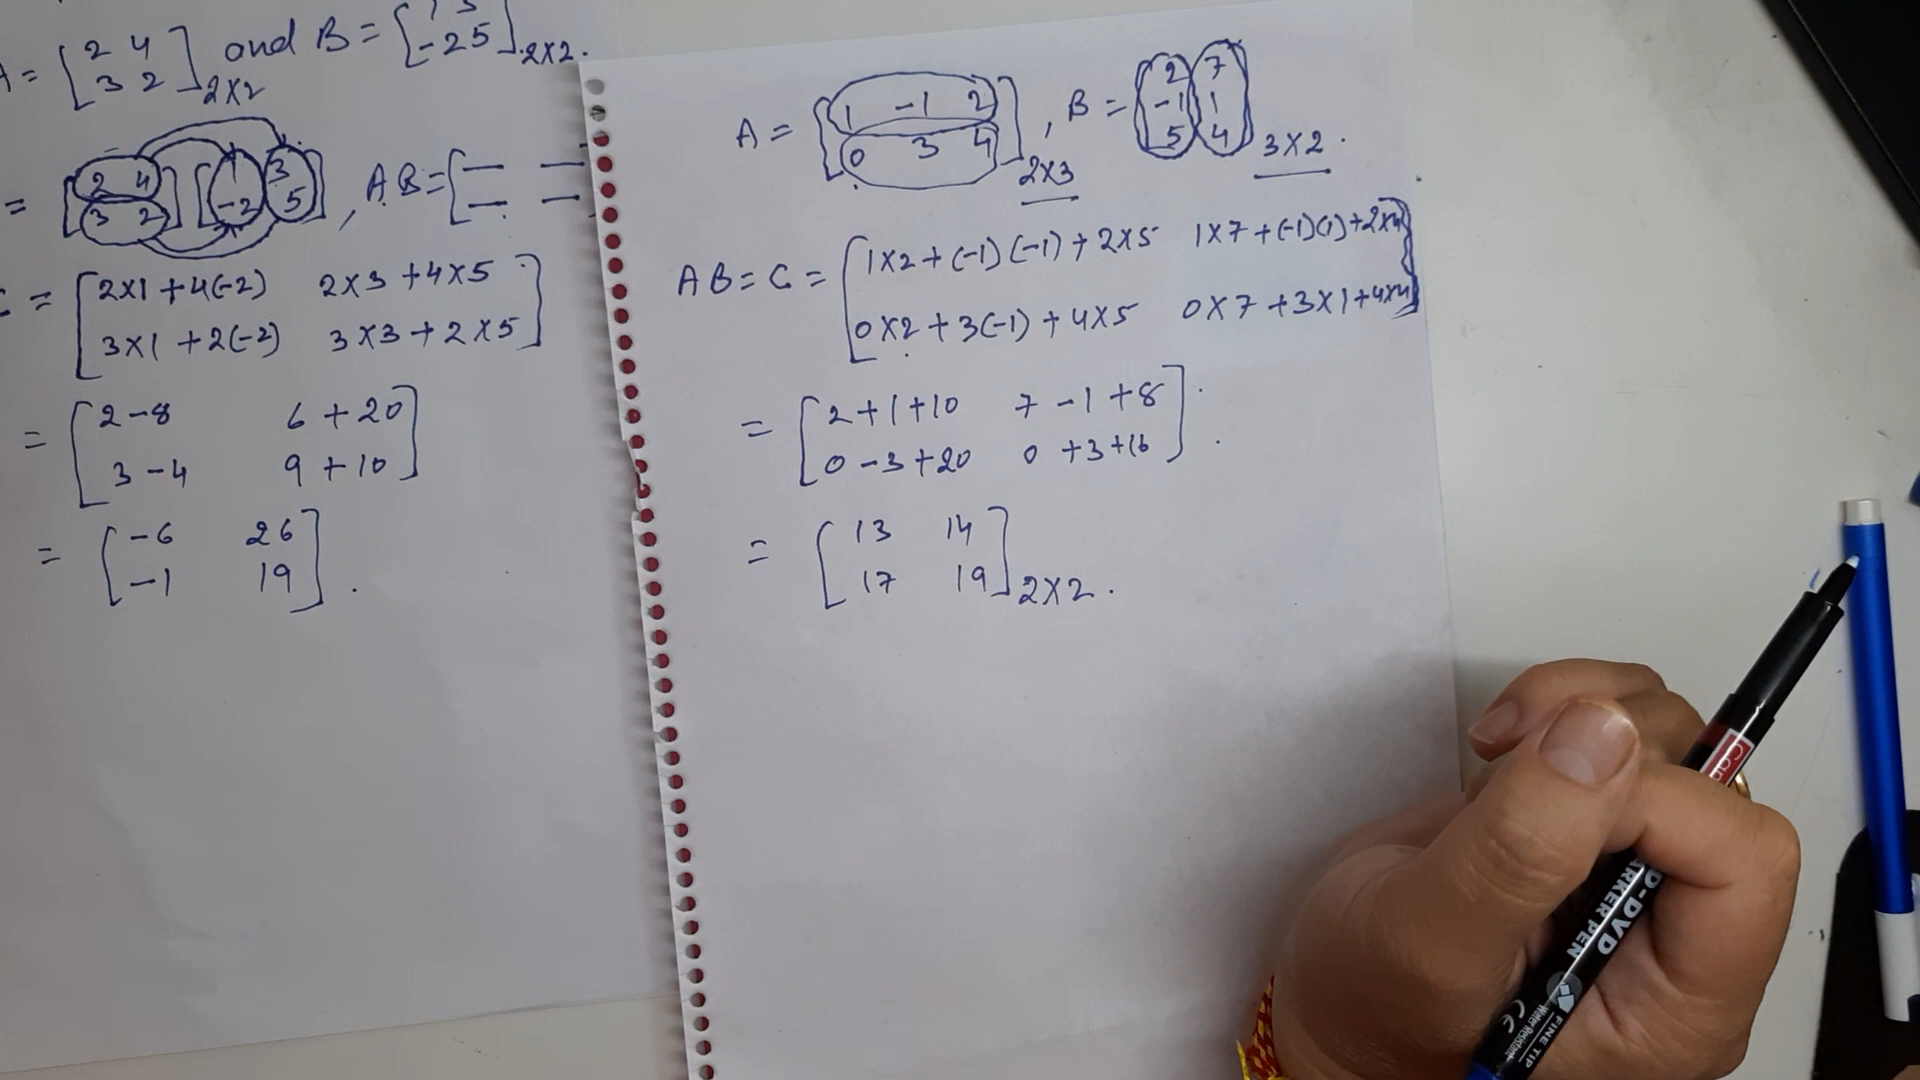 A = [2 4 3 2] 2×2 and B = [1 3 -2 5] 2×2.
= [2 4 3 2] [1 3 -2 5], AB = [— — — —]
C = [2×1+4(-2) 2×3+4×5
3×1+2(-2) 3×3+2×5]
= [2-8 6+20
3-4 9+10]
= [-6 26
-1 19].
A = [1 -1 2
0 3 4] 2×3, B = [2 7
-1 1
5 4] 3×2.
AB = C = [1×2+(-1)(-1)+2×5 1×7+(-1)(1)+2×4
0×2+3(-1)+4×5 0×7+3×1+4×4]
= [2+1+10 7-1+8
0-3+20 0+3+16]
= [13 14
17 19] 2×2.
D-DVD
ARKER PEN
FINE TIP
Water Resistant
CE